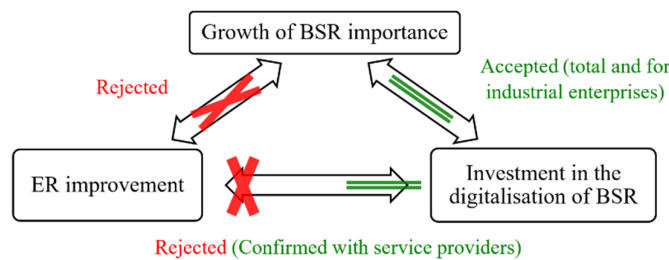 Growth of BSR importance
Rejected
Accepted (total and for
industrial enterprises)
ER improvement
Investment in the
digitalisation of BSR
Rejected (Confirmed with service providers)